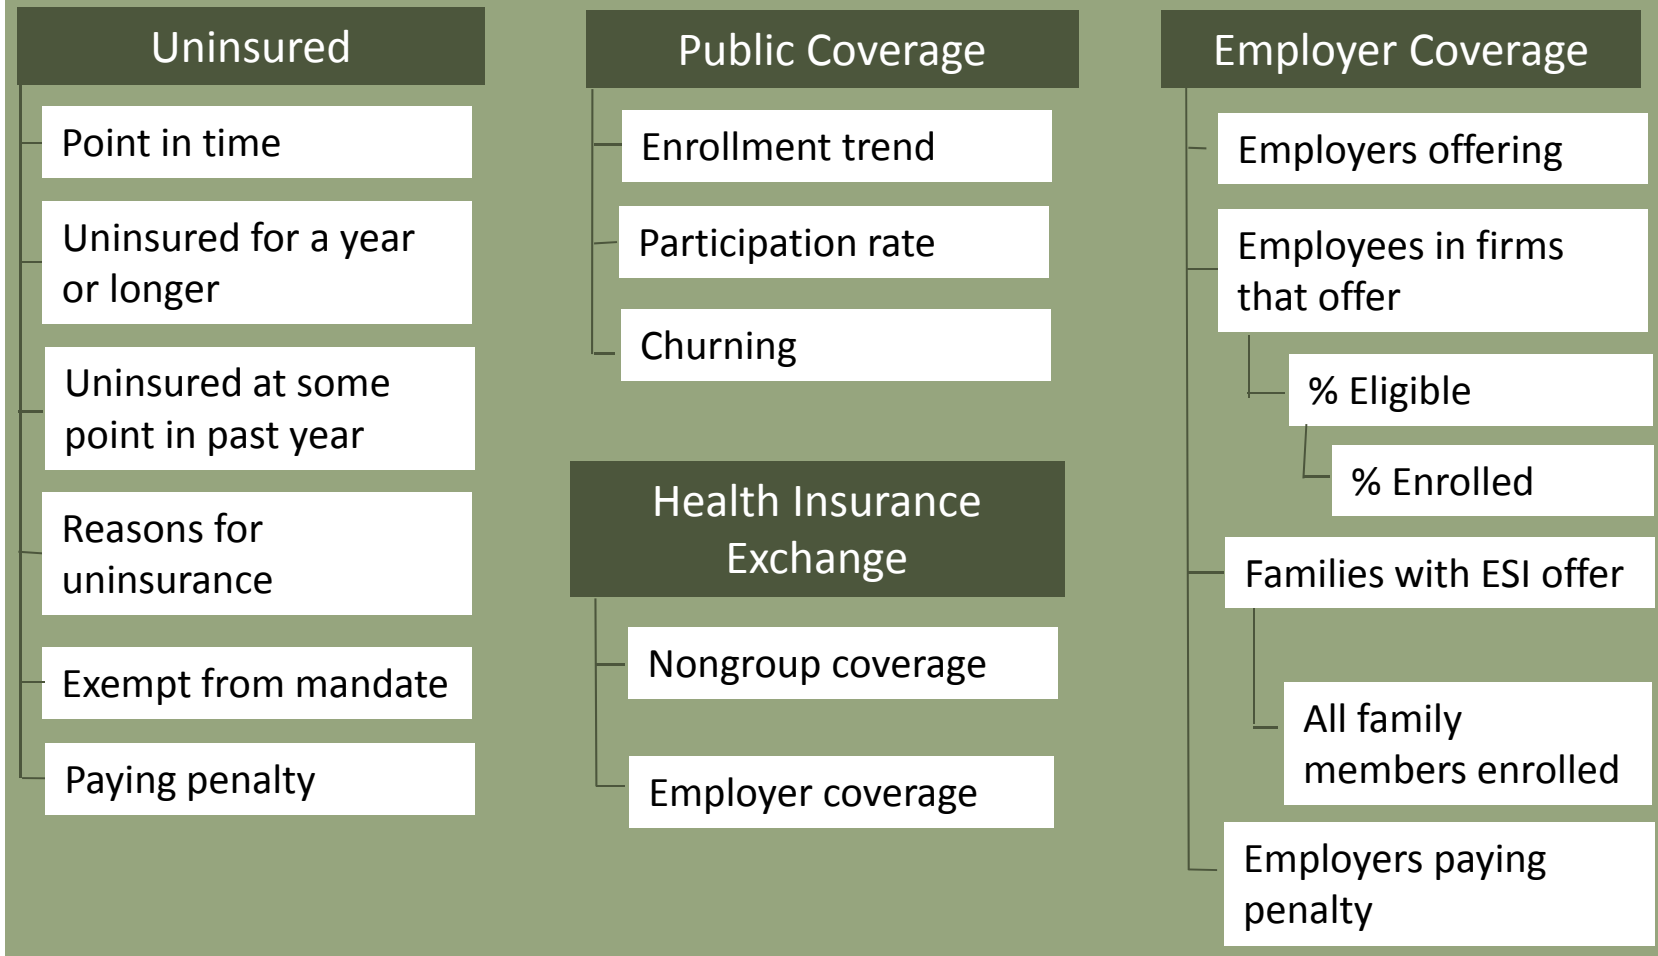 Uninsured
Point in time
Uninsured for a year
or longer
Uninsured at some
point in past year
Reasons for
uninsurance
Exempt from mandate
Paying penalty
Public Coverage
Enrollment trend
Participation rate
Churning
Health Insurance
Exchange
Nongroup coverage
Employer coverage
Employer Coverage
Employers offering
Employees in firms
that offer
% Eligible
% Enrolled
Families with ESI offer
All family
members enrolled
Employers paying
penalty